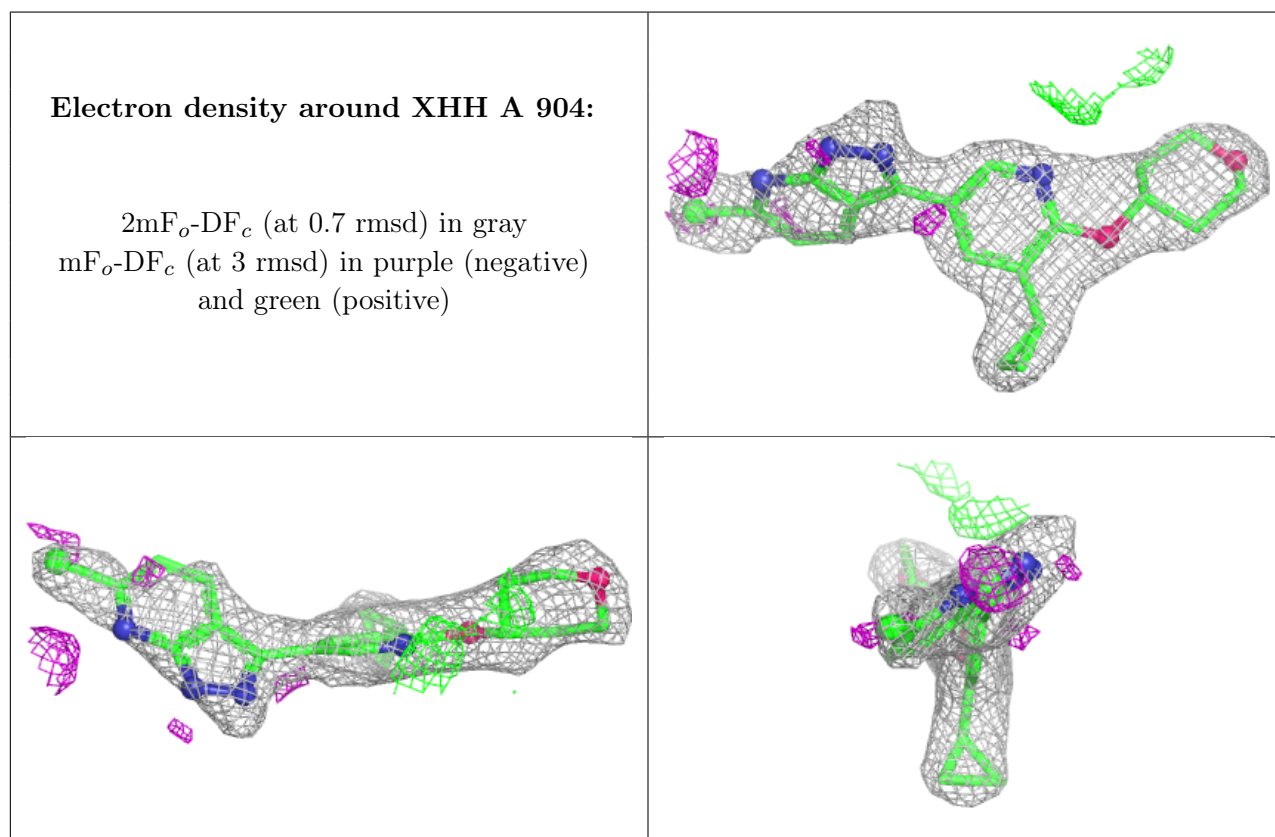 Electron density around XHH A 904:
2mFₒ-DF𝒸 (at 0.7 rmsd) in gray
mFₒ-DF𝒸 (at 3 rmsd) in purple (negative)
and green (positive)